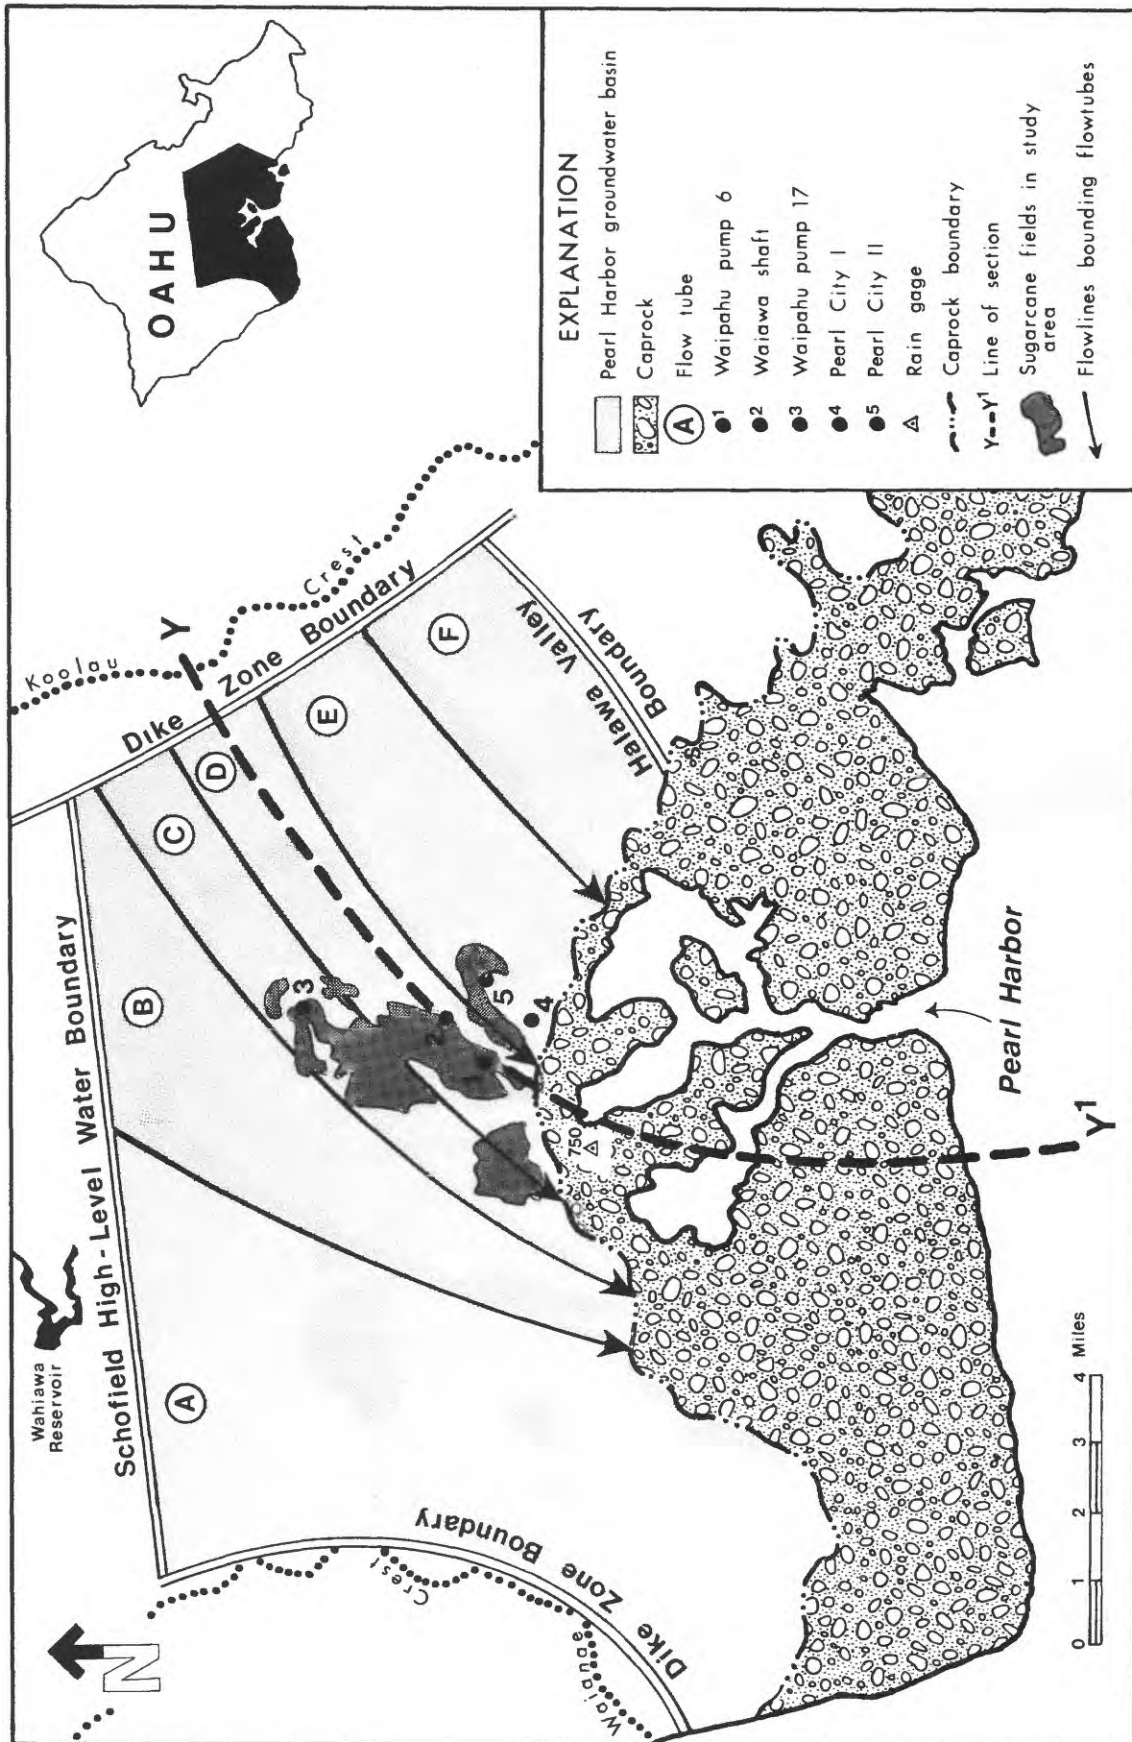 N
Wahiawa
Reservoir
Schofield High-Level Water Boundary
Koolau
Crest
Y
Dike Zone Boundary
A
B
C
D
E
F
Halawa Valley
Boundary
Waianae
Crest
Dike Zone Boundary
3
2
5
4
750
Pearl Harbor
Y1
0 1 2 3 4 Miles
OAHU
EXPLANATION
Pearl Harbor groundwater basin
Caprock
A Flow tube
1 Waipahu pump 6
2 Waiawa shaft
3 Waipahu pump 17
4 Pearl City I
5 Pearl City II
Rain gage
Caprock boundary
Y--Y1 Line of section
Sugarcane fields in study
area
Flowlines bounding flowtubes